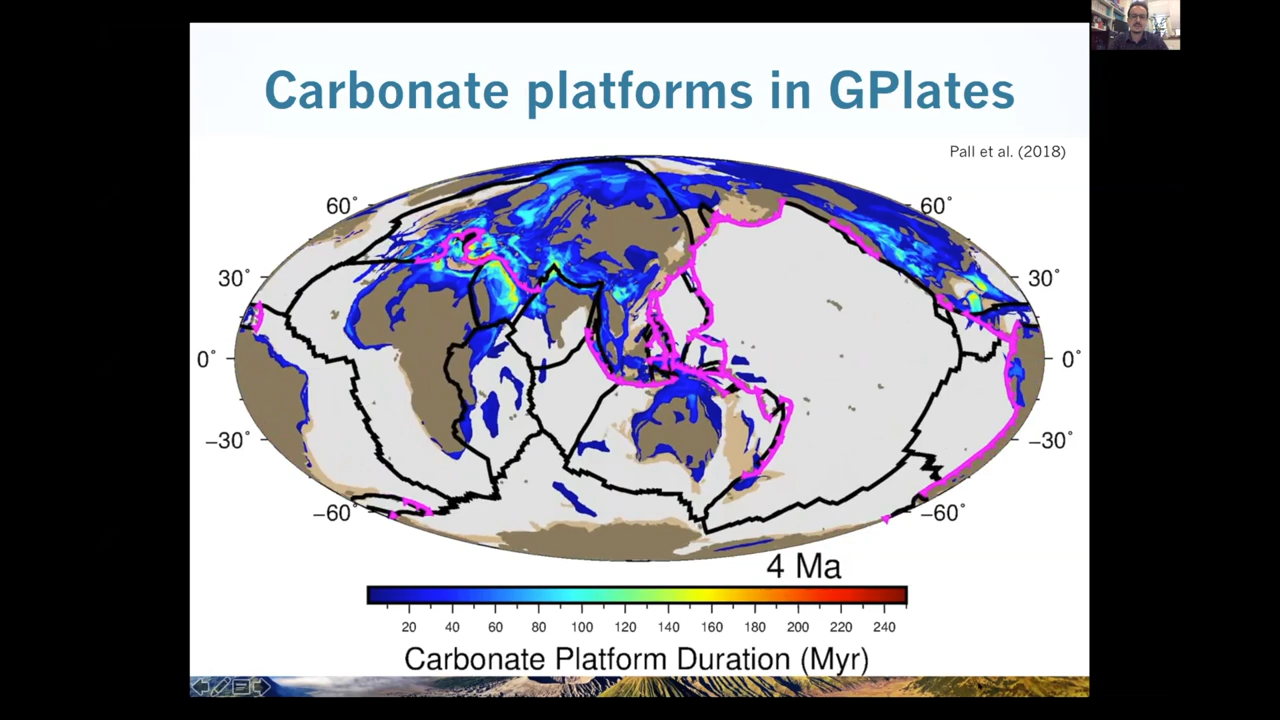 Carbonate platforms in GPlates
Pall et al. (2018)
60° 60°
30° 30°
0° 0°
−30° −30°
−60° −60°
4 Ma
20 40 60 80 100 120 140 160 180 200 220 240
Carbonate Platform Duration (Myr)